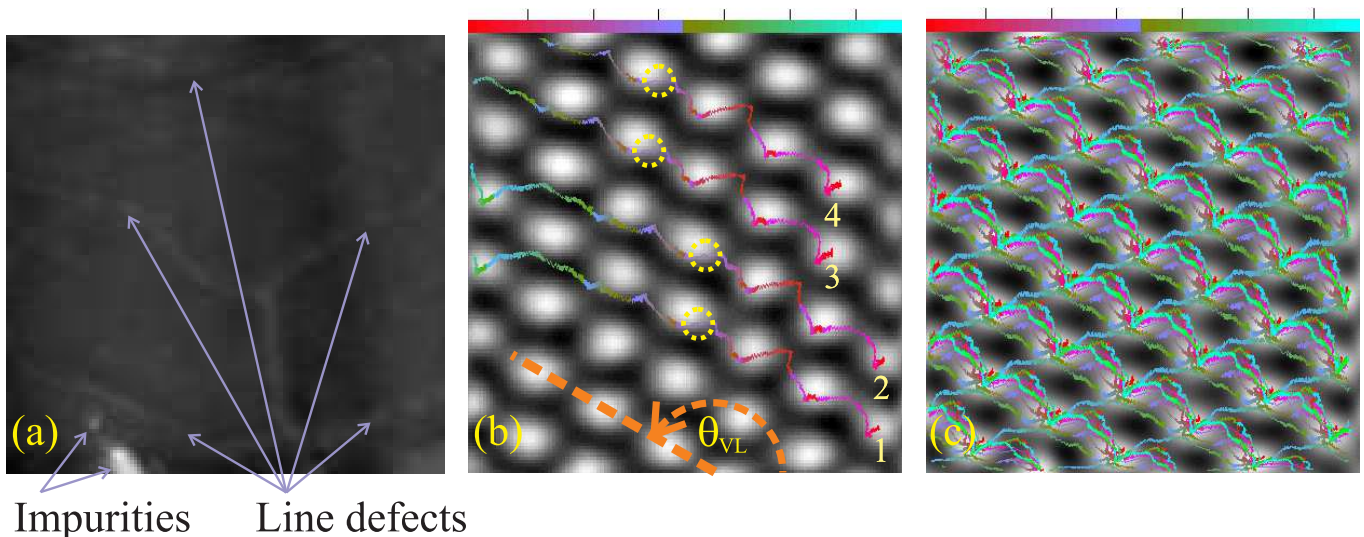 (a)
Impurities
Line defects
(b)
θVL
1
2
3
4
(c)